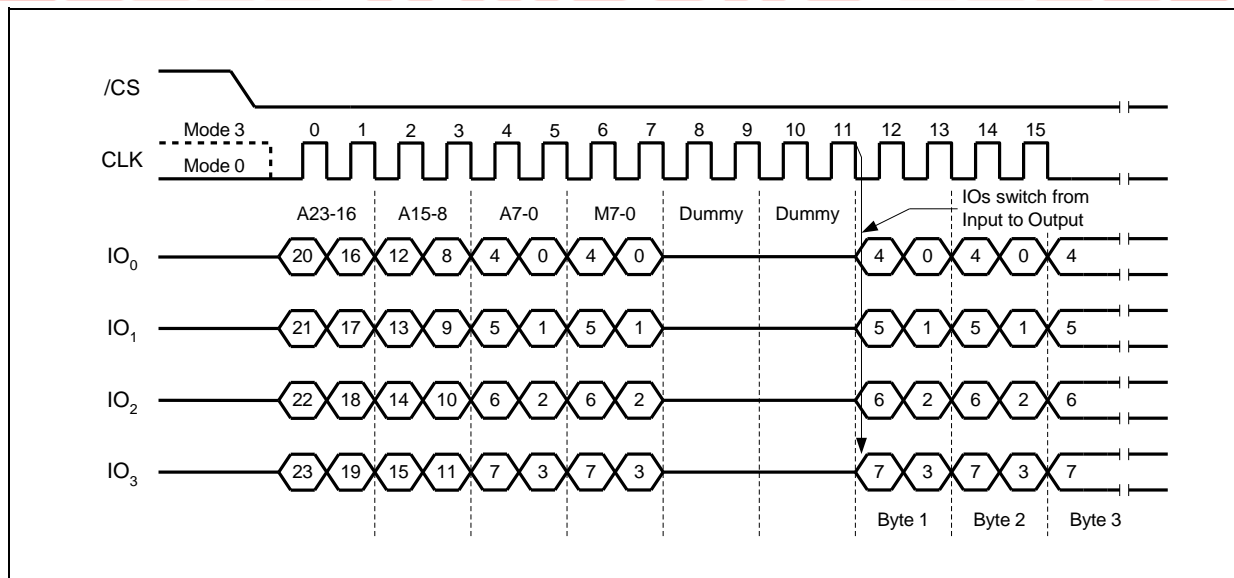 /CS
Mode 3
0 1 2 3 4 5 6 7 8 9 10 11 12 13 14 15
CLK
Mode 0
IOs switch from
Input to Output
A23-16 A15-8 A7-0 M7-0 Dummy Dummy
IO0 20 16 12 8 4 0 4 0 4 0 4 0 4
IO1 21 17 13 9 5 1 5 1 5 1 5 1 5
IO2 22 18 14 10 6 2 6 2 6 2 6 2 6
IO3 23 19 15 11 7 3 7 3 7 3 7 3 7
Byte 1 Byte 2 Byte 3